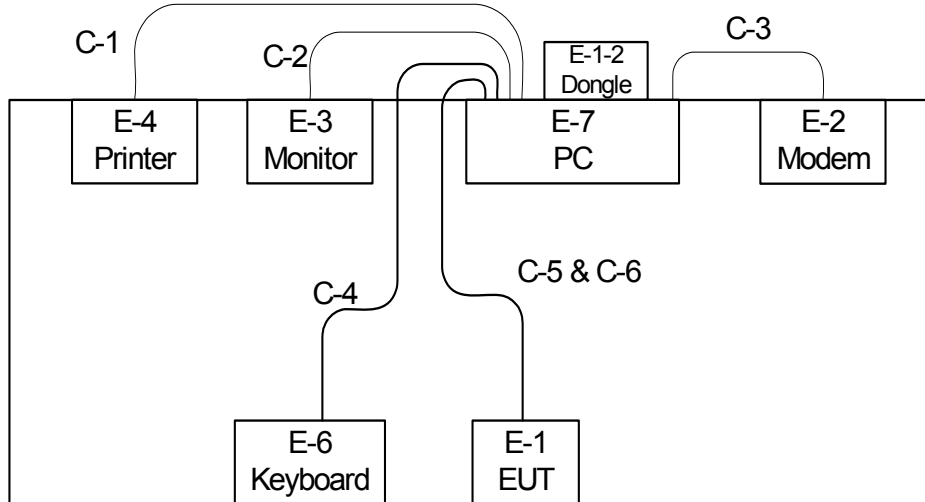 C-1
C-2
E-1-2
Dongle
C-3
E-4
Printer
E-3
Monitor
E-7
PC
E-2
Modem
C-5 & C-6
C-4
E-6
Keyboard
E-1
EUT